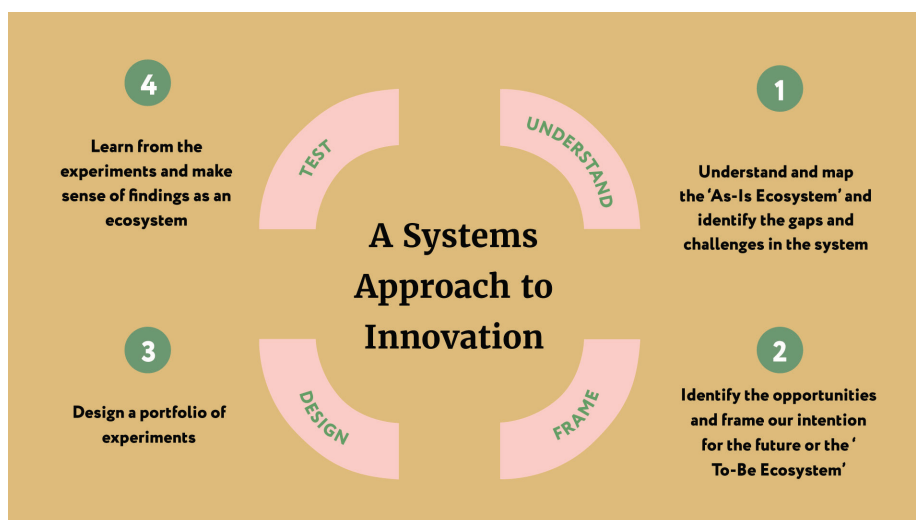 A Systems
Approach to
Innovation
1
UNDERSTAND
Understand and map
the ‘As-Is Ecosystem’ and
identify the gaps and
challenges in the system
2
FRAME
Identify the opportunities
and frame our intention
for the future or the ‘
To-Be Ecosystem’
3
DESIGN
Design a portfolio of
experiments
4
TEST
Learn from the
experiments and make
sense of findings as an
ecosystem